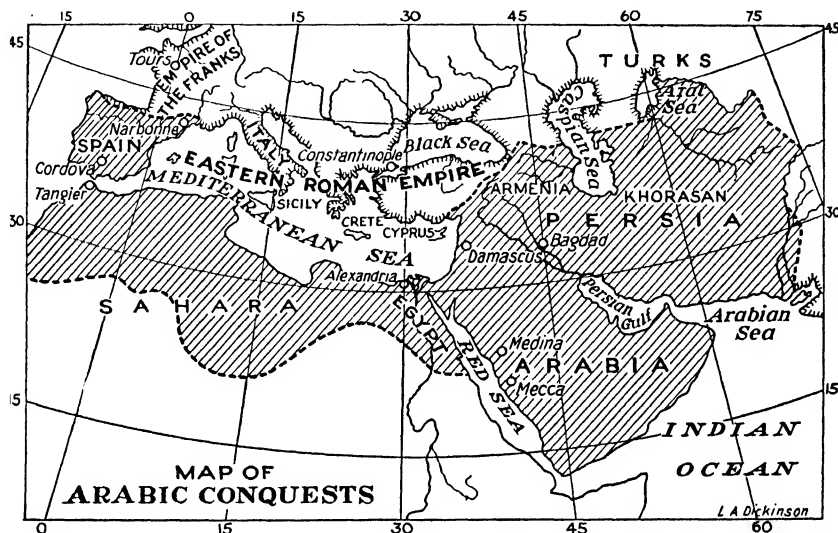 15 0 15 30 45 60 75
45
45
TURKS
EMPIRE OF
THE FRANKS
Tours
Aral
Sea
Caspian Sea
Narbonne
ITALY
Black Sea
SPAIN
Constantinople
Cordova
EASTERN ROMAN EMPIRE
ARMENIA
KHORASAN
Tangier
MEDITERRANEAN
SEA
SICILY
PERSIA
30
30
CRETE
CYPRUS
Bagdad
Damascus
Alexandria
SAHARA
EGYPT
Persian
Gulf
Arabian
Sea
RED SEA
Medina
ARABIA
Mecca
15
15
INDIAN
OCEAN
MAP OF
ARABIC CONQUESTS
L A Dickinson
0 15 30 45 60